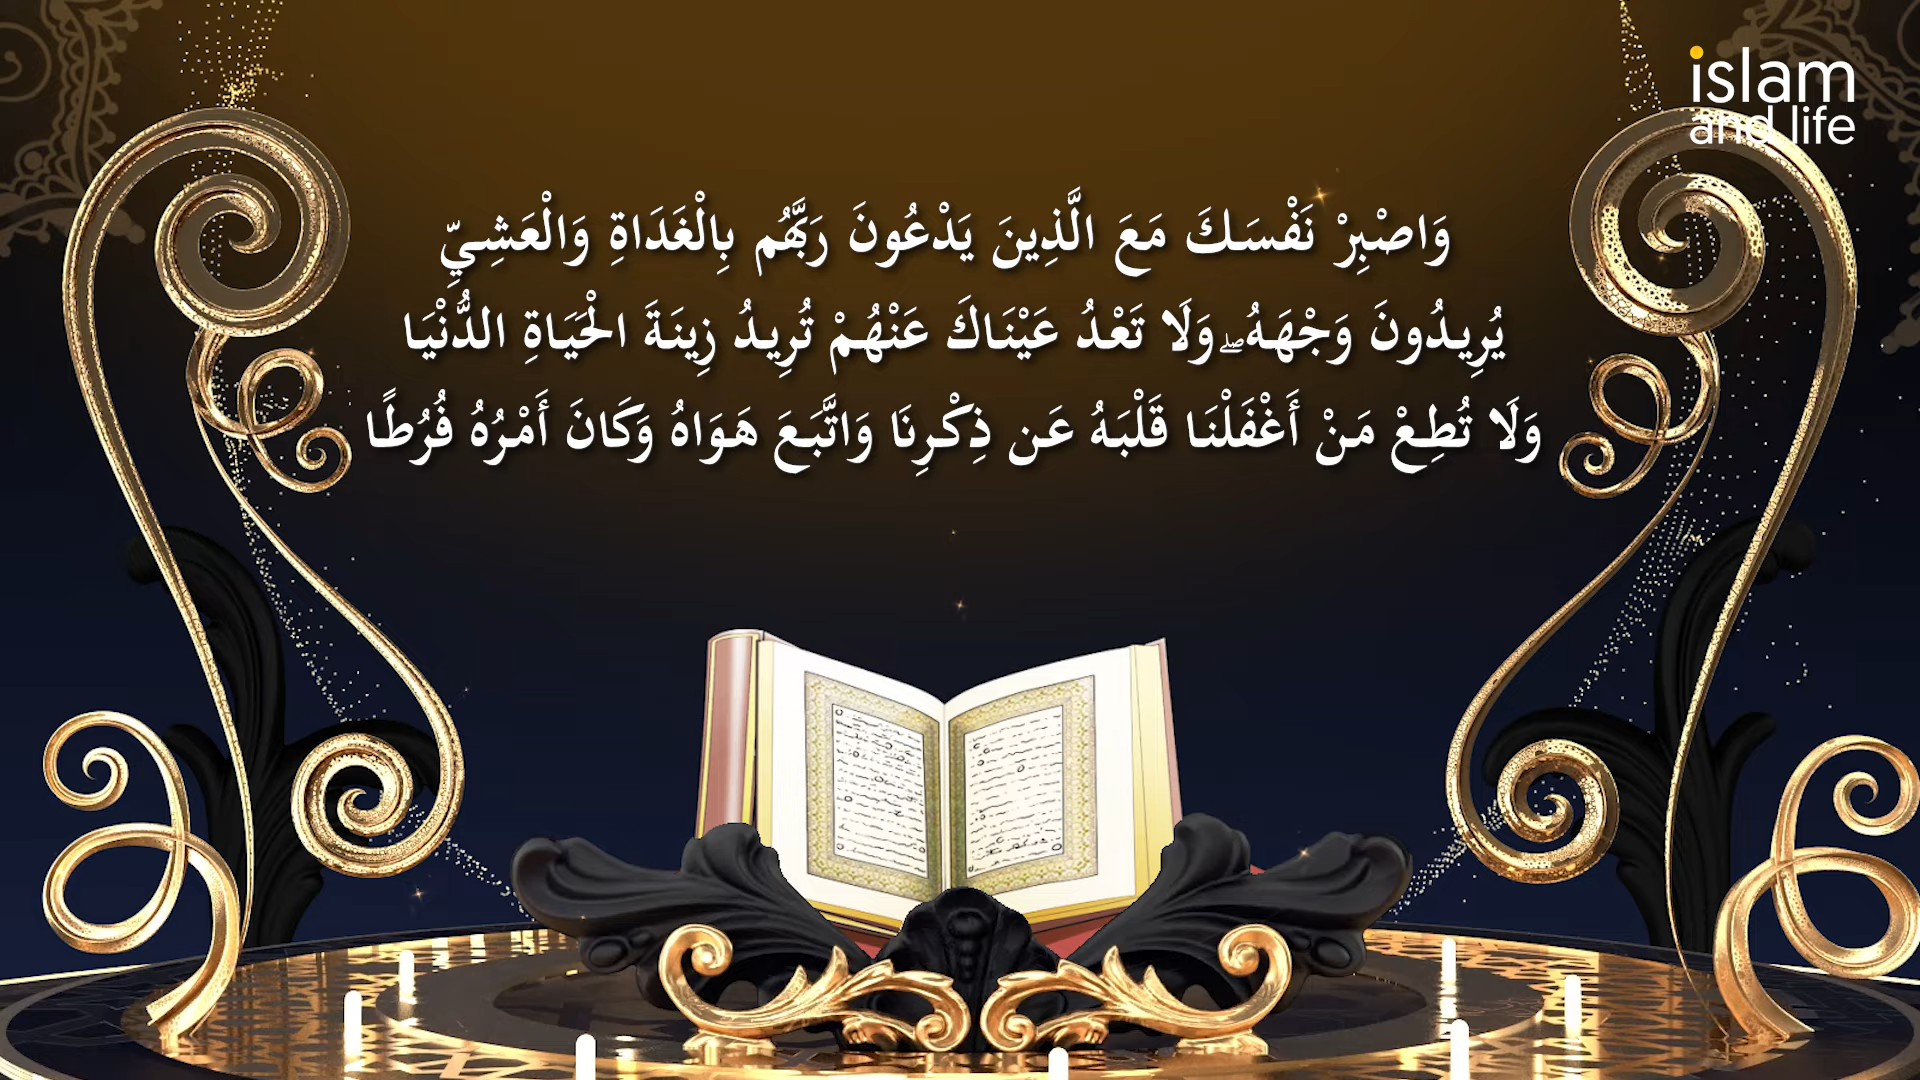 islam
and life
وَاصْبِرْ نَفْسَكَ مَعَ الَّذِينَ يَدْعُونَ رَبَّهُم بِالْغَدَاةِ وَالْعَشِيِّ
يُرِيدُونَ وَجْهَهُ ۖ وَلَا تَعْدُ عَيْنَاكَ عَنْهُمْ تُرِيدُ زِينَةَ الْحَيَاةِ الدُّنْيَا
وَلَا تُطِعْ مَنْ أَغْفَلْنَا قَلْبَهُ عَن ذِكْرِنَا وَاتَّبَعَ هَوَاهُ وَكَانَ أَمْرُهُ فُرُطًا